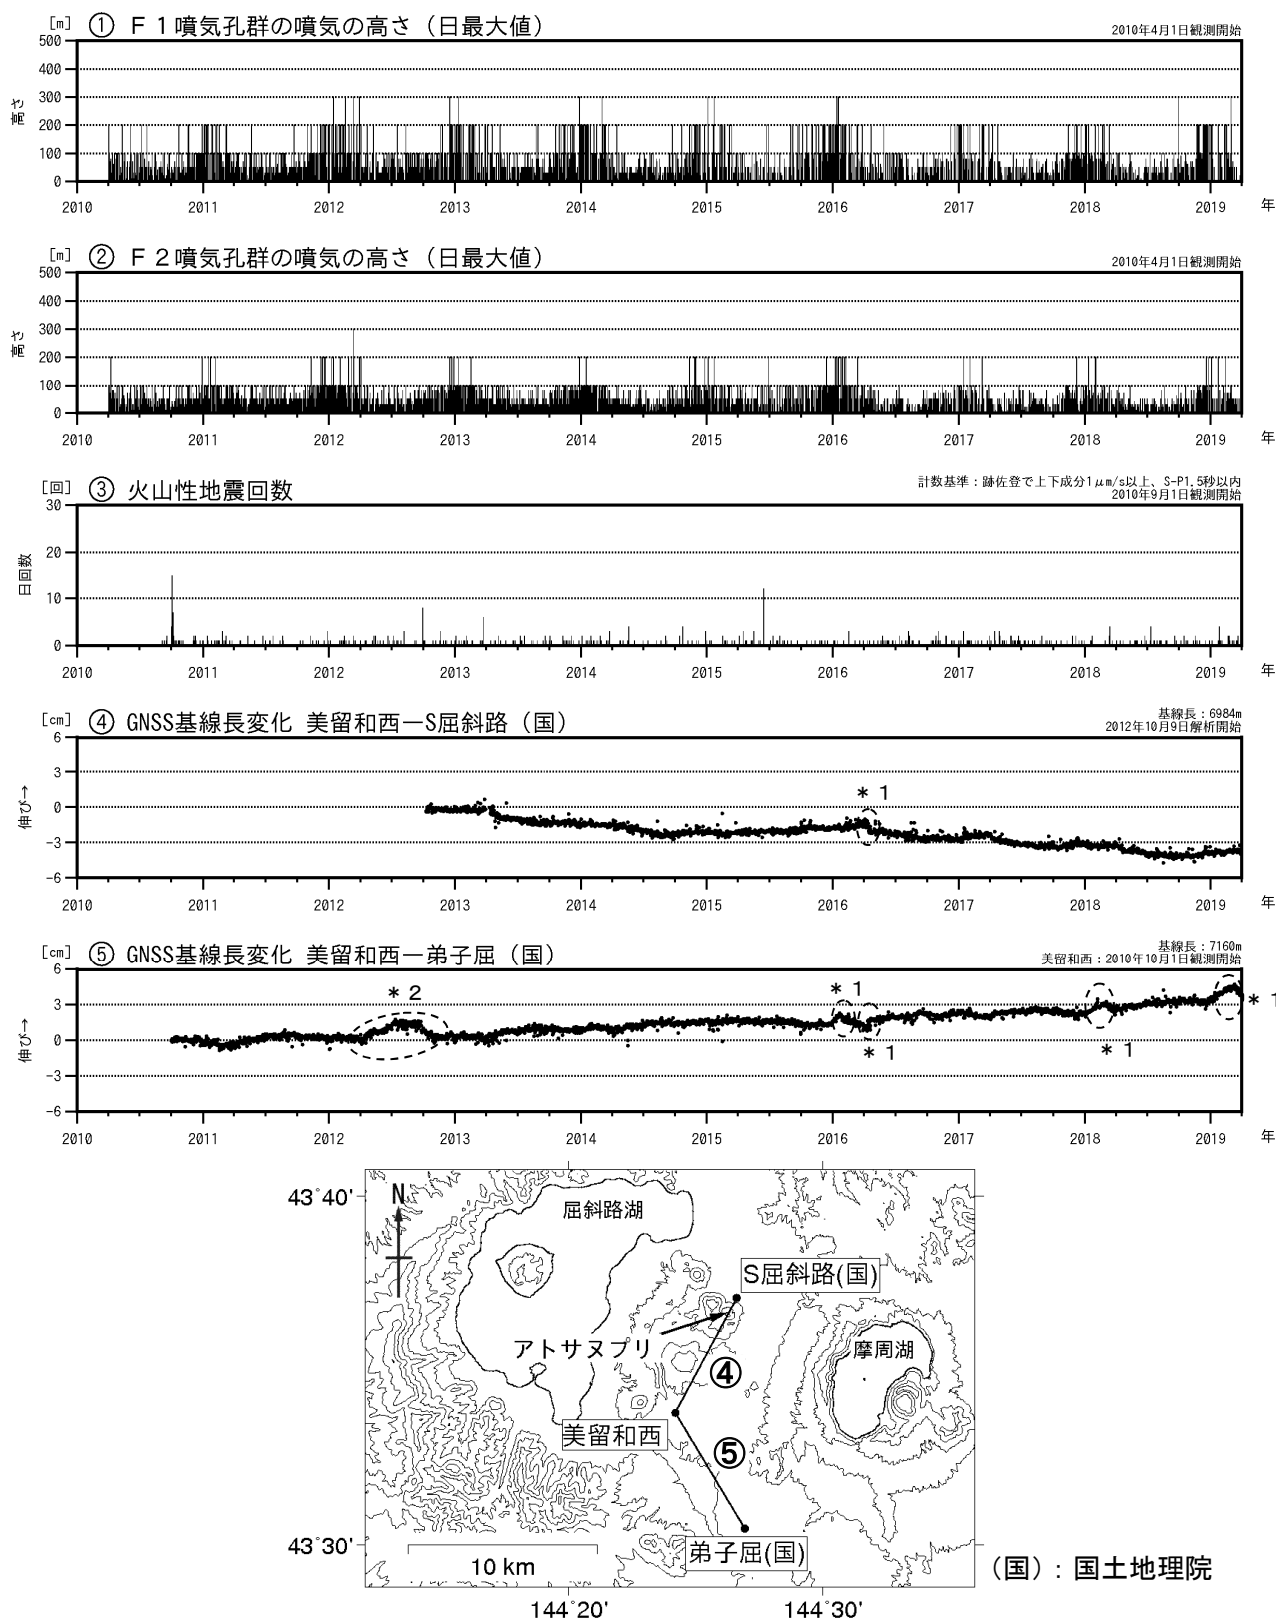 [m] ① F1噴気孔群の噴気の高さ（日最大値） 2010年4月1日観測開始
500
400
300
200
100
0
高さ
2010 2011 2012 2013 2014 2015 2016 2017 2018 2019 年
[m] ② F2噴気孔群の噴気の高さ（日最大値） 2010年4月1日観測開始
500
400
300
200
100
0
高さ
2010 2011 2012 2013 2014 2015 2016 2017 2018 2019 年
[回] ③ 火山性地震回数 計数基準：跡佐登で上下成分1μm/s以上、S-P1.5秒以内
2010年9月1日観測開始
30
20
10
0
日回数
2010 2011 2012 2013 2014 2015 2016 2017 2018 2019 年
[cm] ④ GNSS基線長変化 美留和西－S屈斜路（国） 基線長：6984m
2012年10月9日解析開始
6
3
0
-3
-6
伸び→
＊1
2010 2011 2012 2013 2014 2015 2016 2017 2018 2019 年
[cm] ⑤ GNSS基線長変化 美留和西－弟子屈（国） 基線長：7160m
美留和西：2010年10月1日観測開始
6
3
0
-3
-6
伸び→
＊2 ＊1 ＊1
＊1 ＊1
2010 2011 2012 2013 2014 2015 2016 2017 2018 2019 年
43°40'
N
屈斜路湖
S屈斜路(国)
アトサヌプリ
摩周湖
④
美留和西
⑤
43°30'
弟子屈(国)
10 km
（国）：国土地理院
144°20' 144°30'